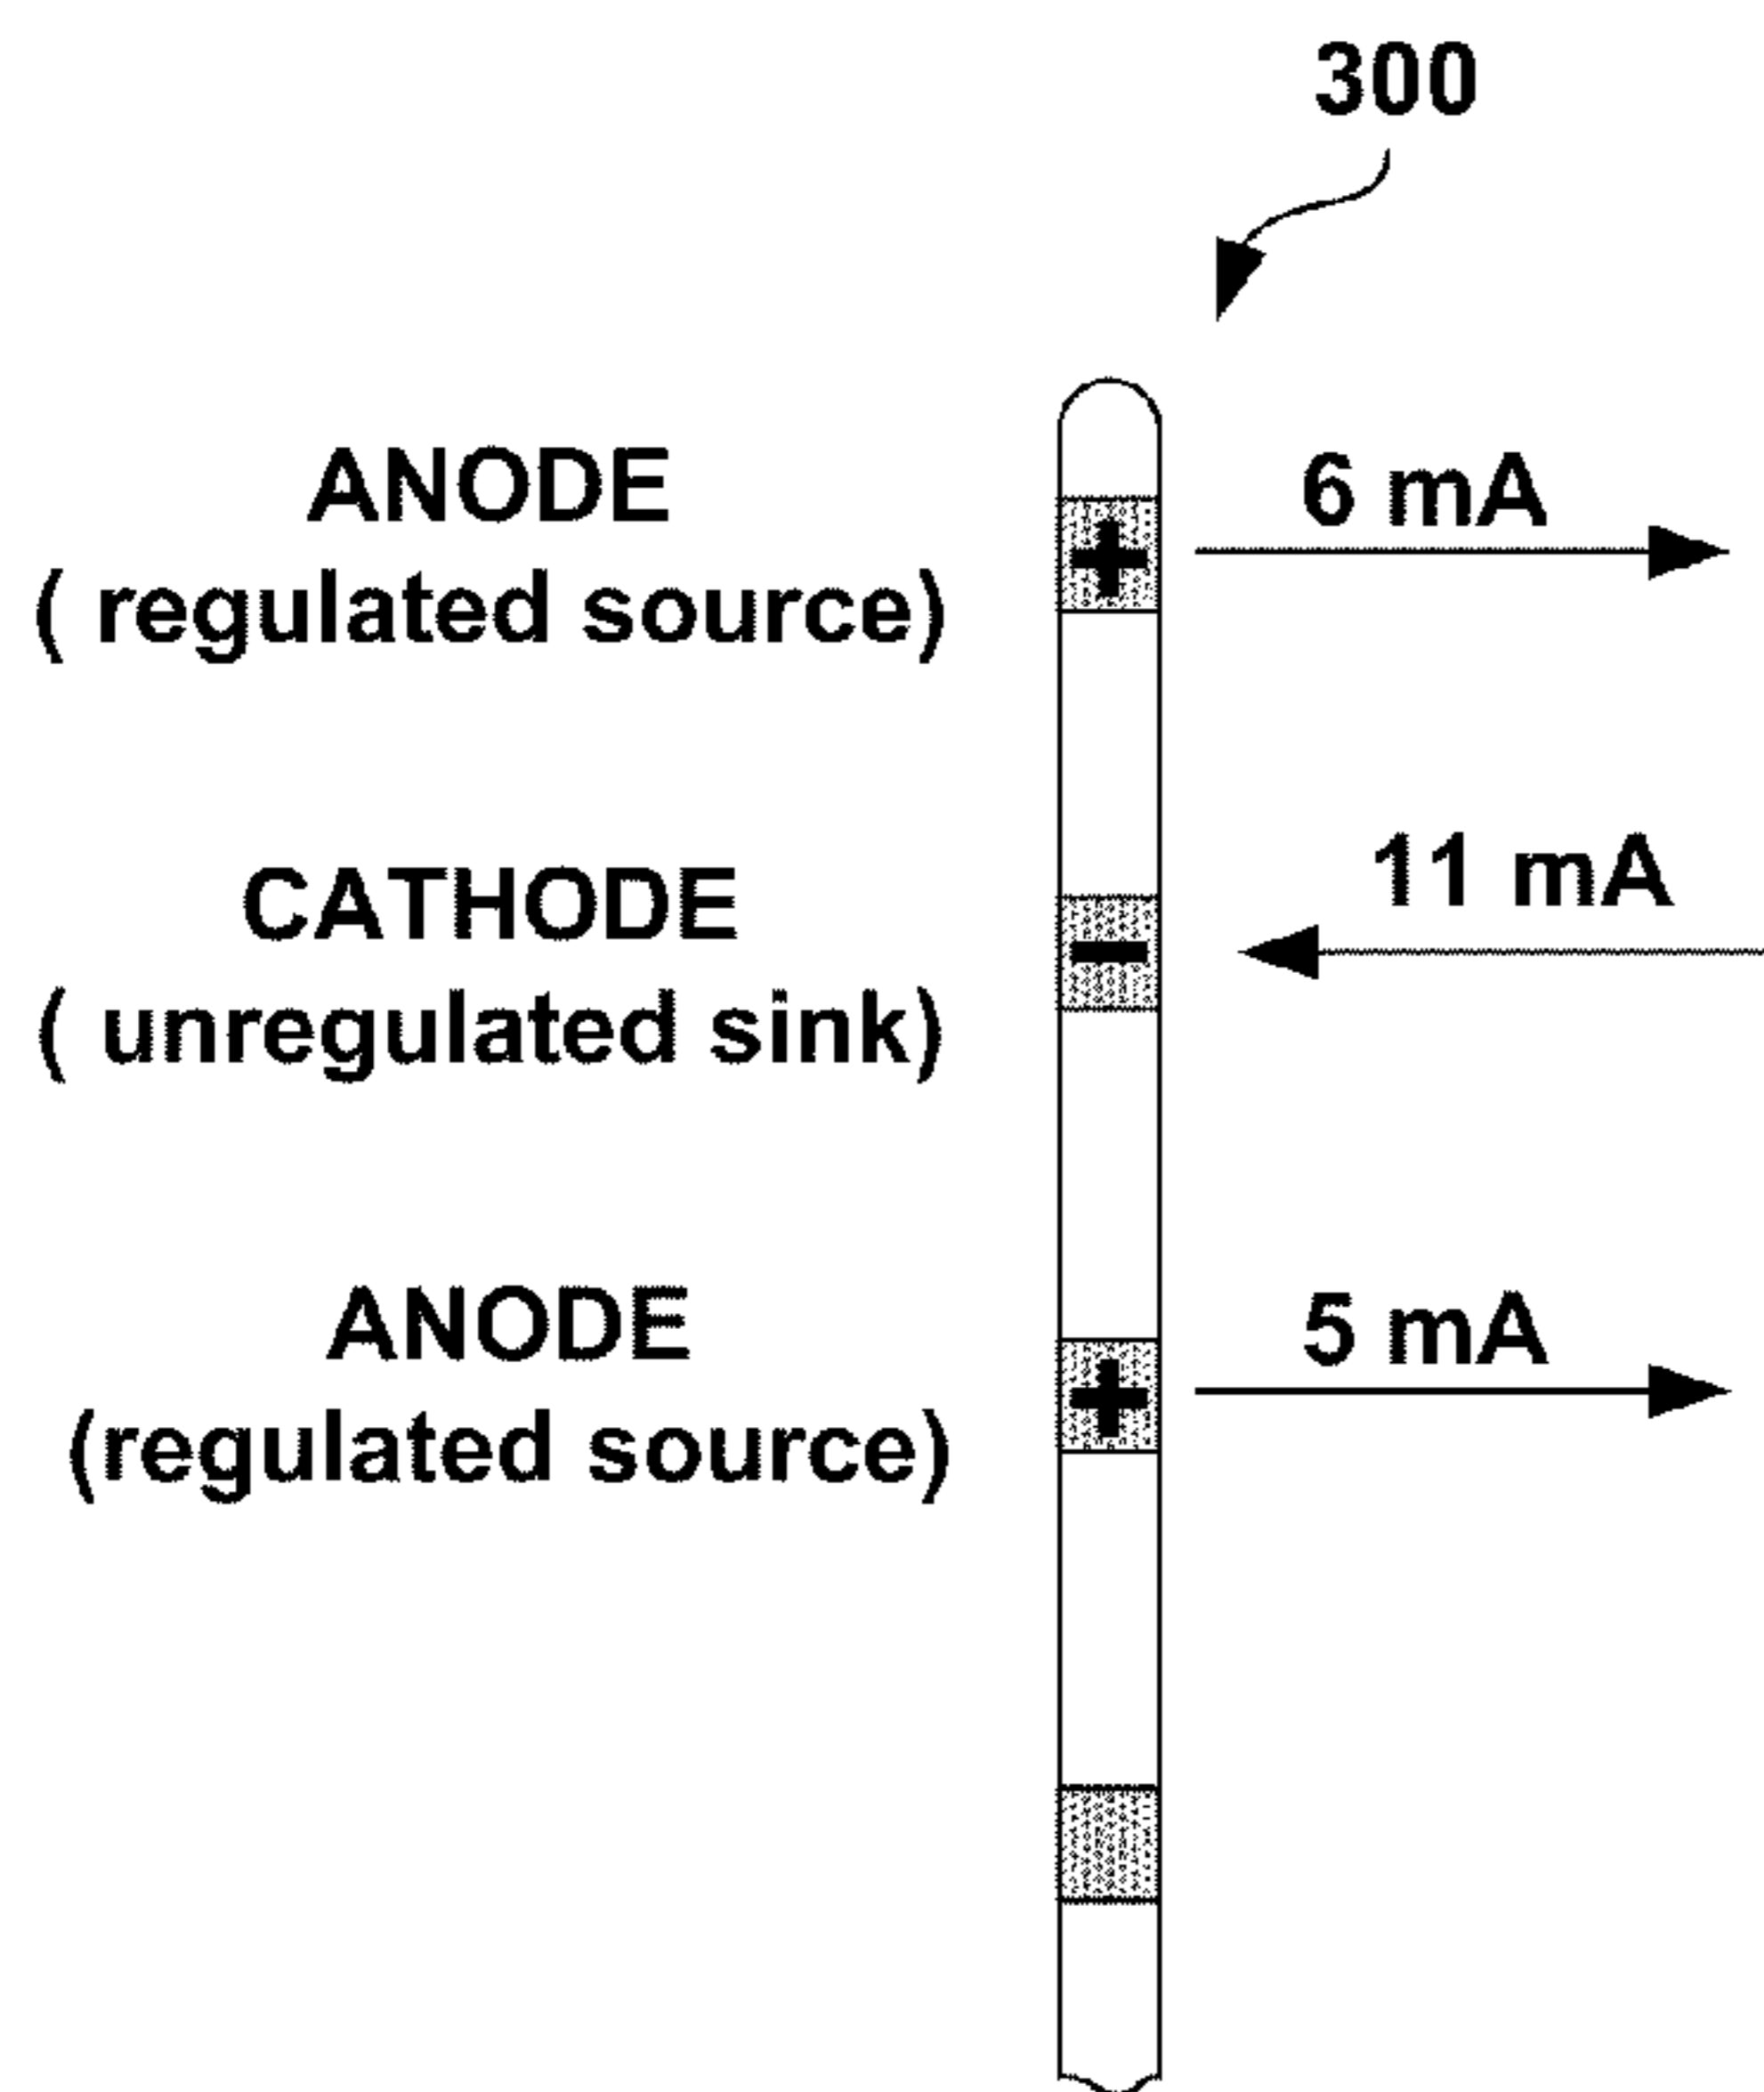 300
ANODE
( regulated source)
6 mA
+
CATHODE
( unregulated sink)
11 mA
-
ANODE
(regulated source)
5 mA
+